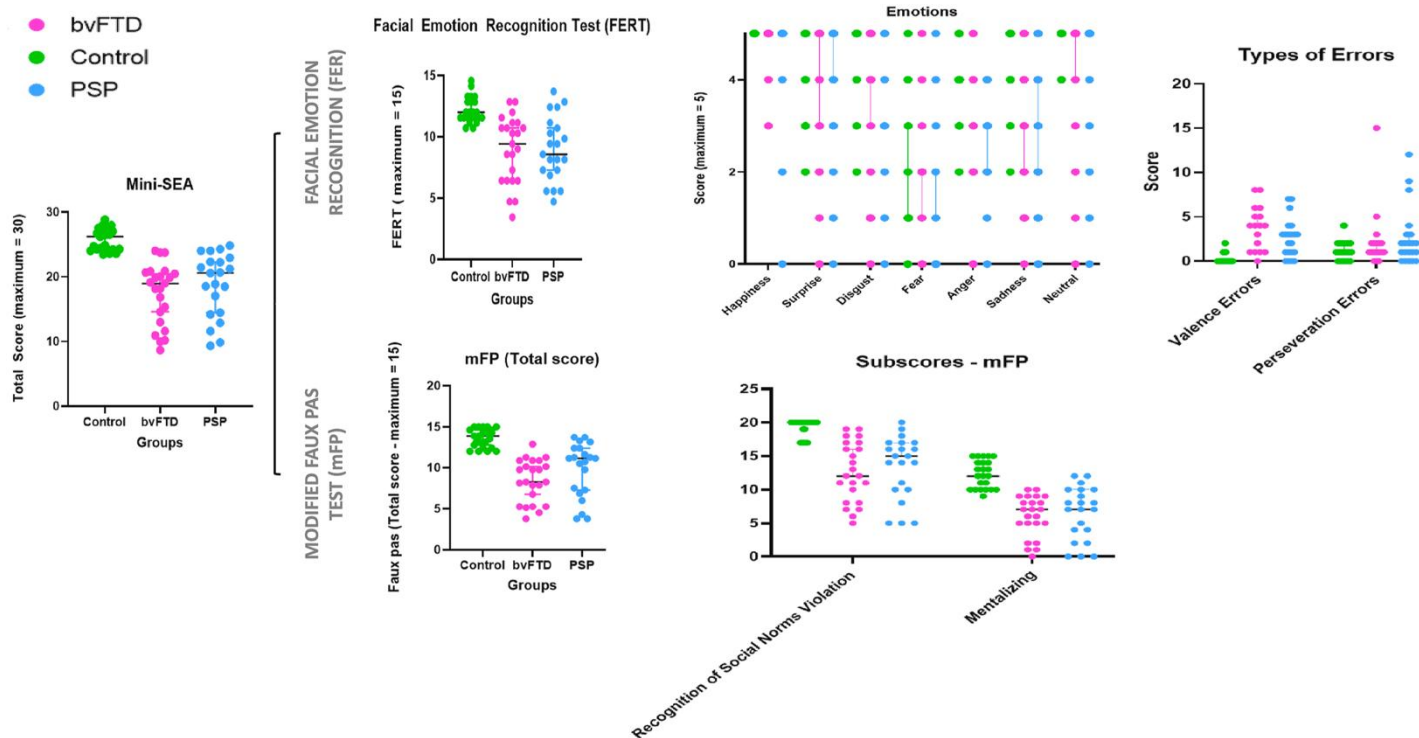 bvFTD
Control
PSP
Mini-SEA
Total Score (maximum = 30)
30
20
10
0
Control bvFTD PSP
Groups
FACIAL EMOTION
RECOGNITION (FER)
MODIFIED FAUX PAS
TEST (mFP)
Facial Emotion Recognition Test (FERT)
FERT ( maximum = 15)
15
10
5
0
Control bvFTD PSP
Groups
mFP (Total score)
Faux pas (Total score - maximum = 15)
20
15
10
5
0
Control bvFTD PSP
Groups
Emotions
Score (maximum = 5)
4
2
0
Happiness
Surprise
Disgust
Fear
Anger
Sadness
Neutral
Types of Errors
Score
20
15
10
5
0
Valence Errors
Perseveration Errors
Subscores - mFP
25
20
15
10
5
0
Recognition of Social Norms Violation
Mentalizing